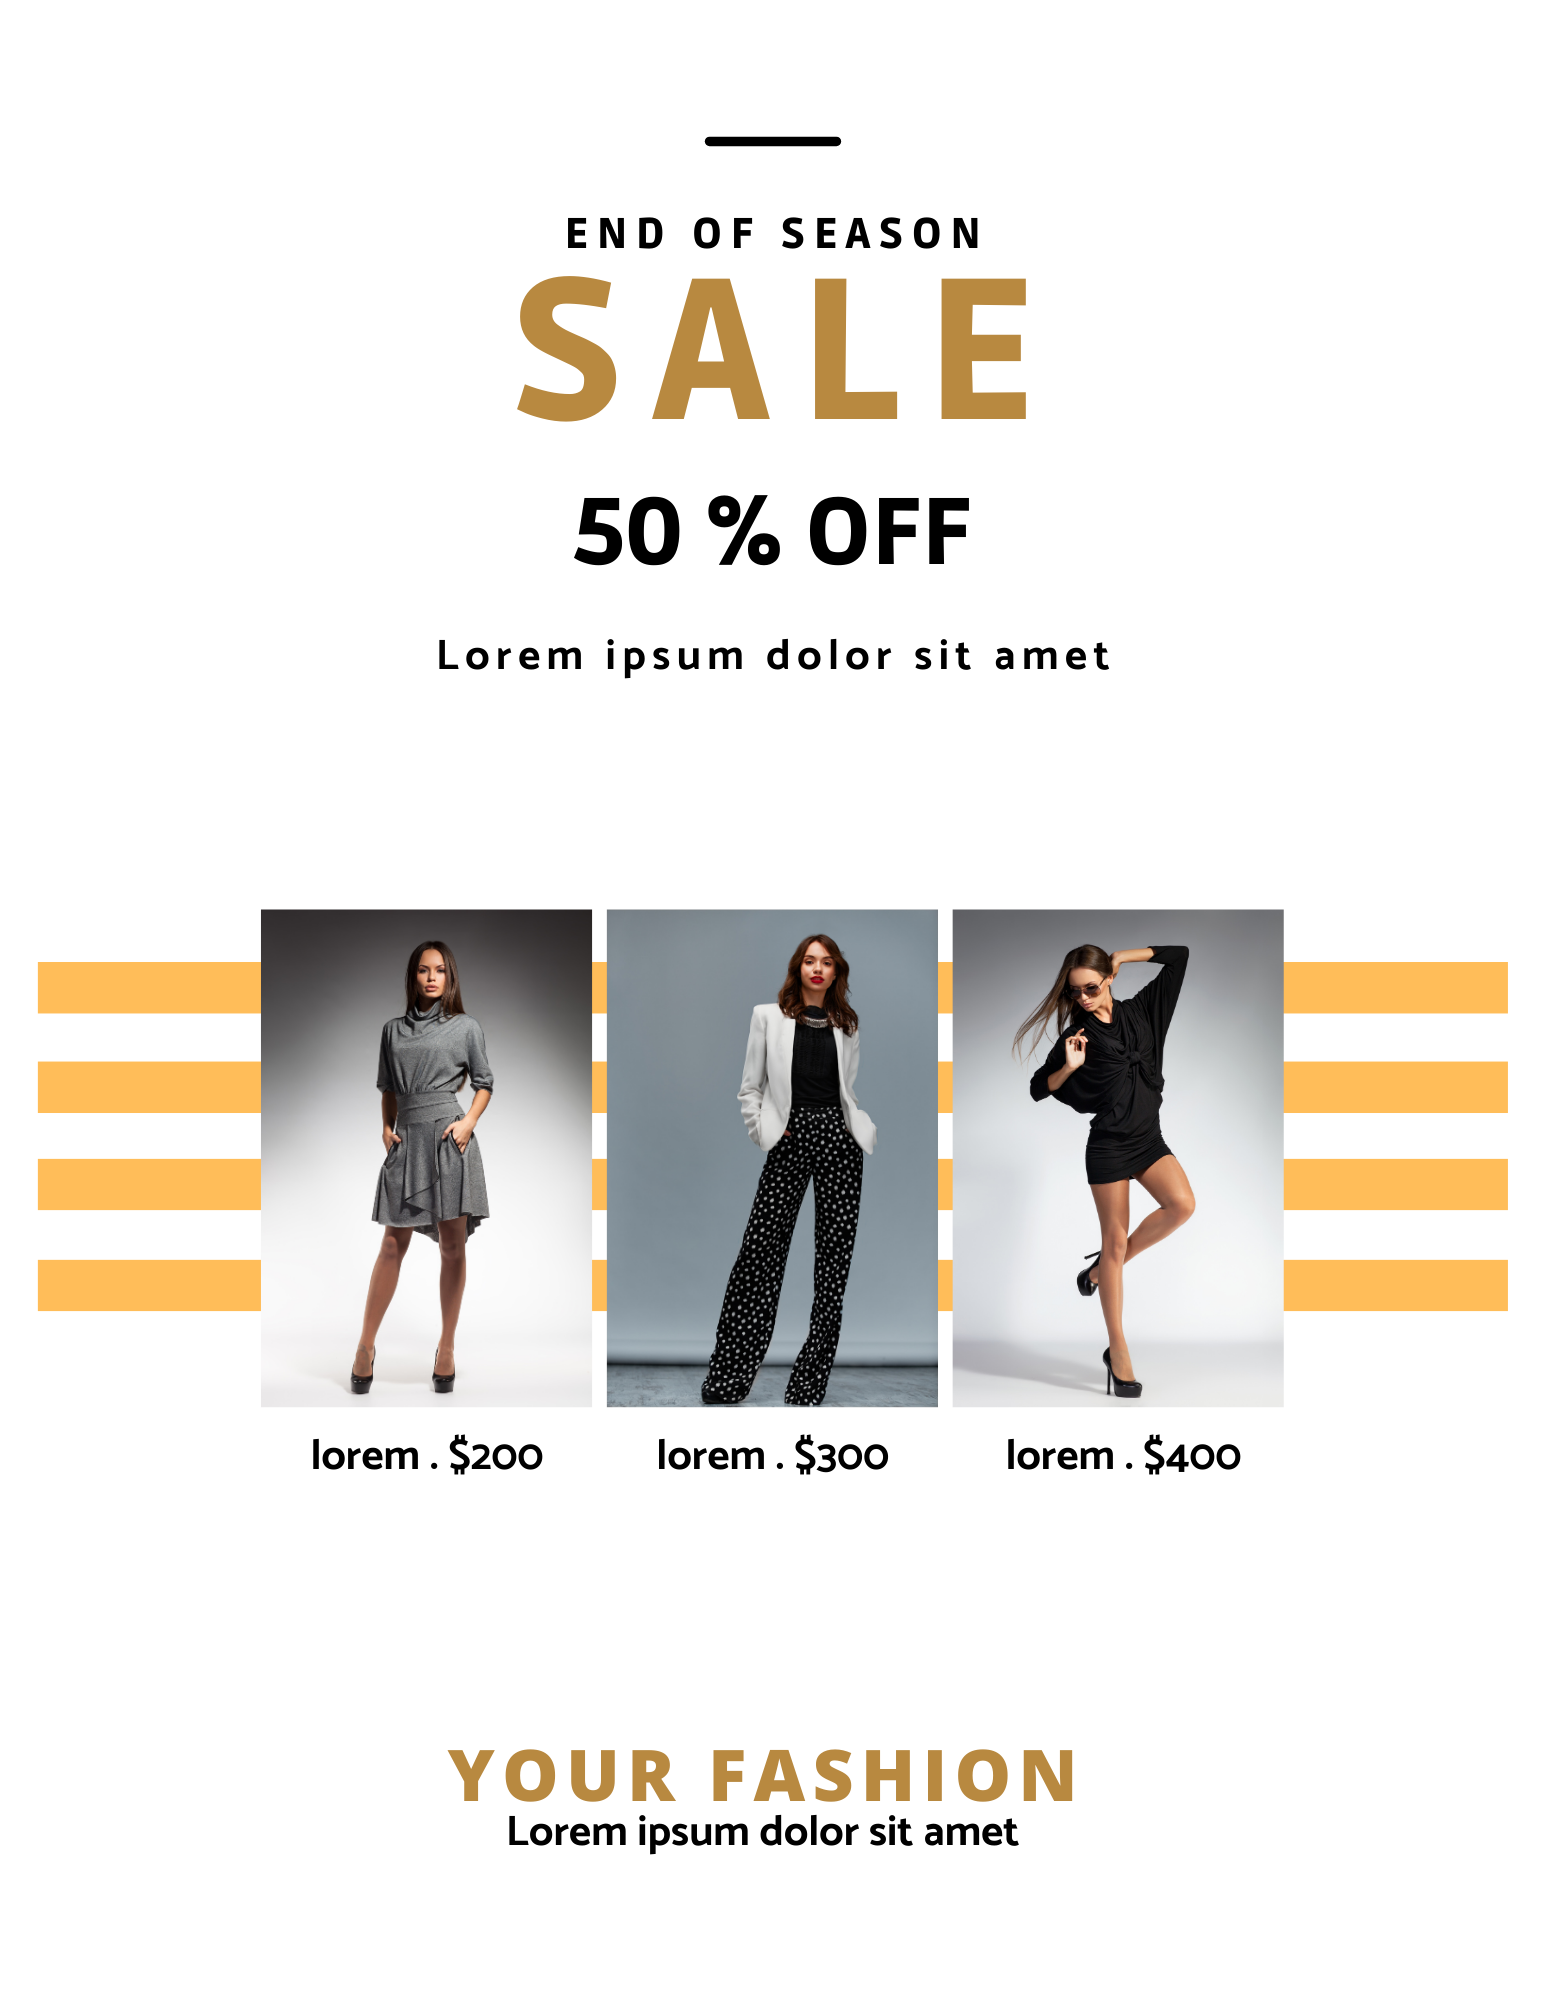 END OF SEASON
SALE
50 % OFF
Lorem ipsum dolor sit amet
lorem . $200
lorem . $300
lorem . $400
YOUR FASHION
Lorem ipsum dolor sit amet